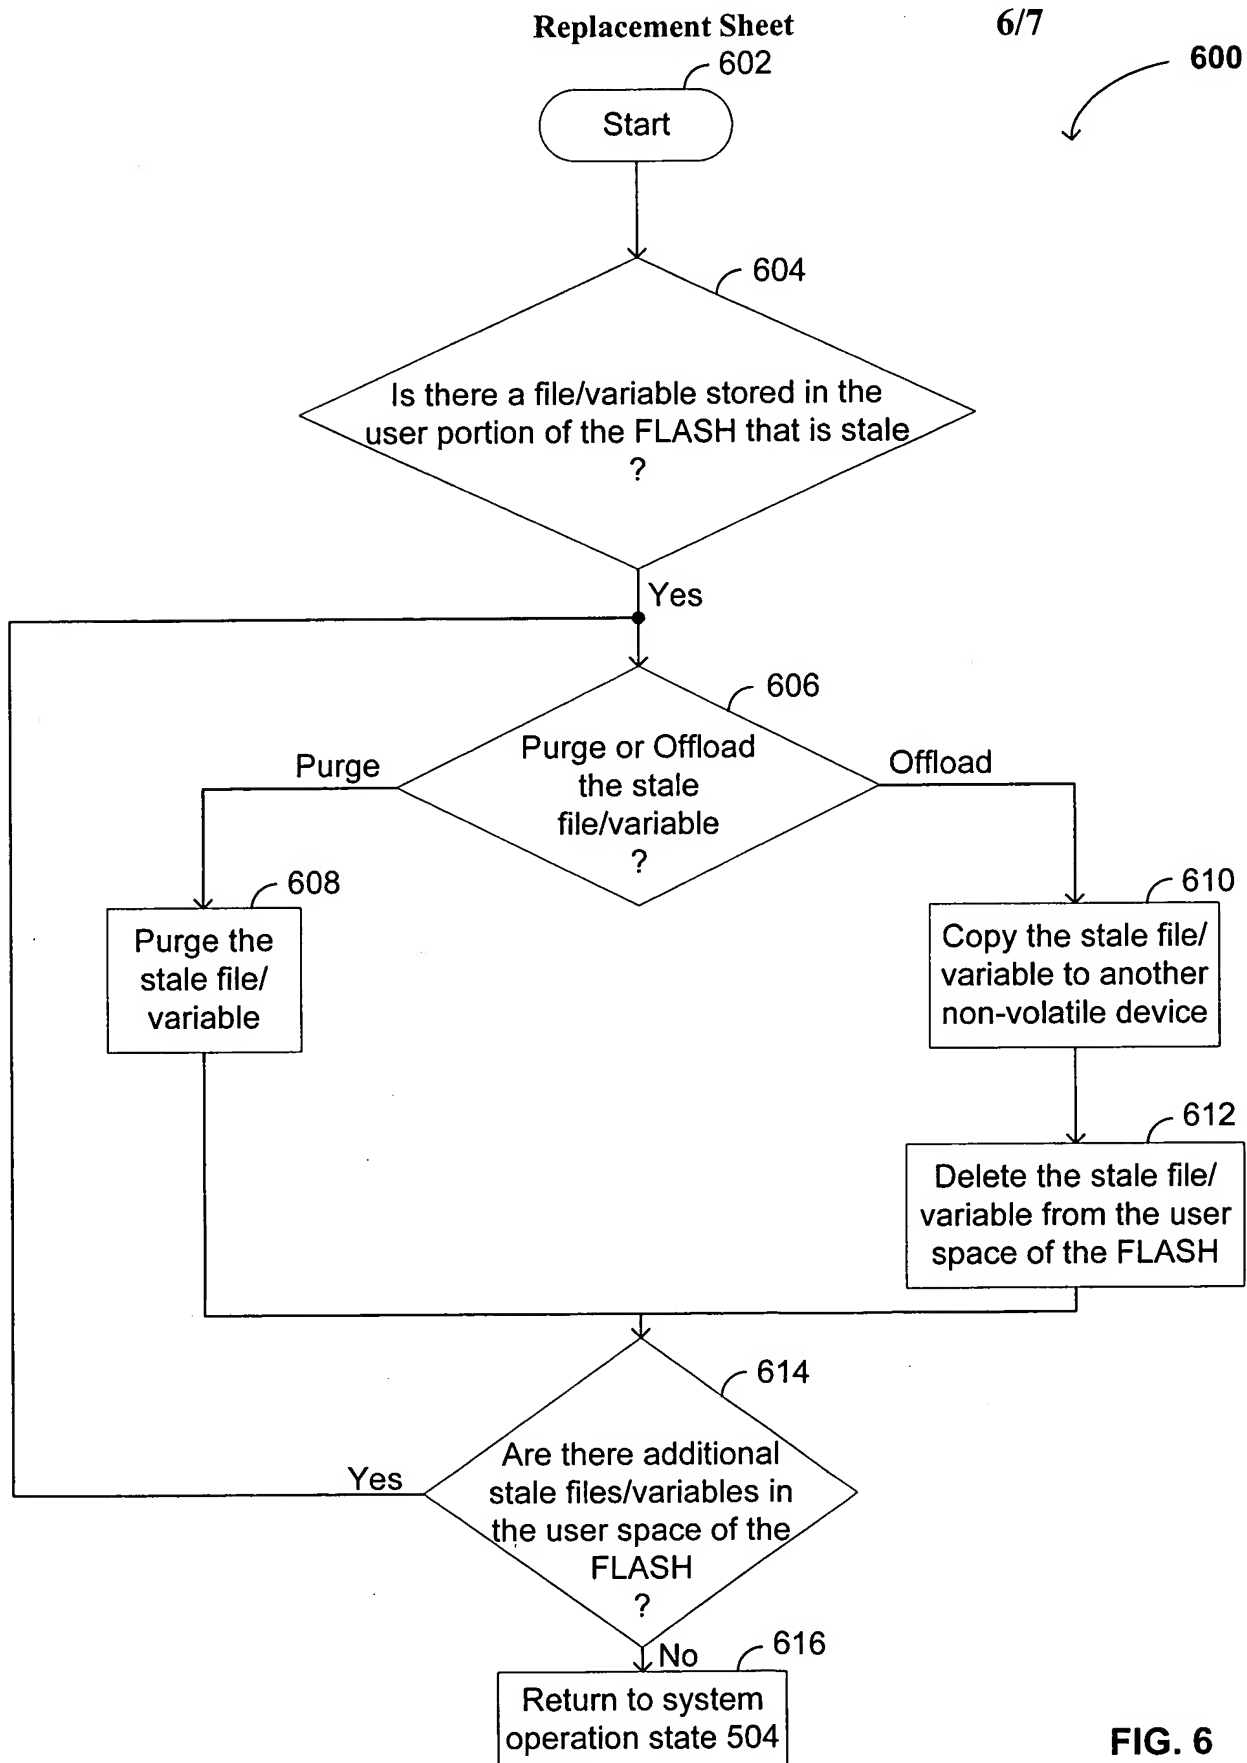 Replacement Sheet
6/7
600
602
Start
604
Is there a file/variable stored in the
user portion of the FLASH that is stale
?
Yes
606
Purge or Offload
the stale
file/variable
?
Purge
Offload
608
Purge the
stale file/
variable
610
Copy the stale file/
variable to another
non-volatile device
612
Delete the stale file/
variable from the user
space of the FLASH
614
Are there additional
stale files/variables in
the user space of the
FLASH
?
Yes
No
616
Return to system
operation state 504
FIG. 6